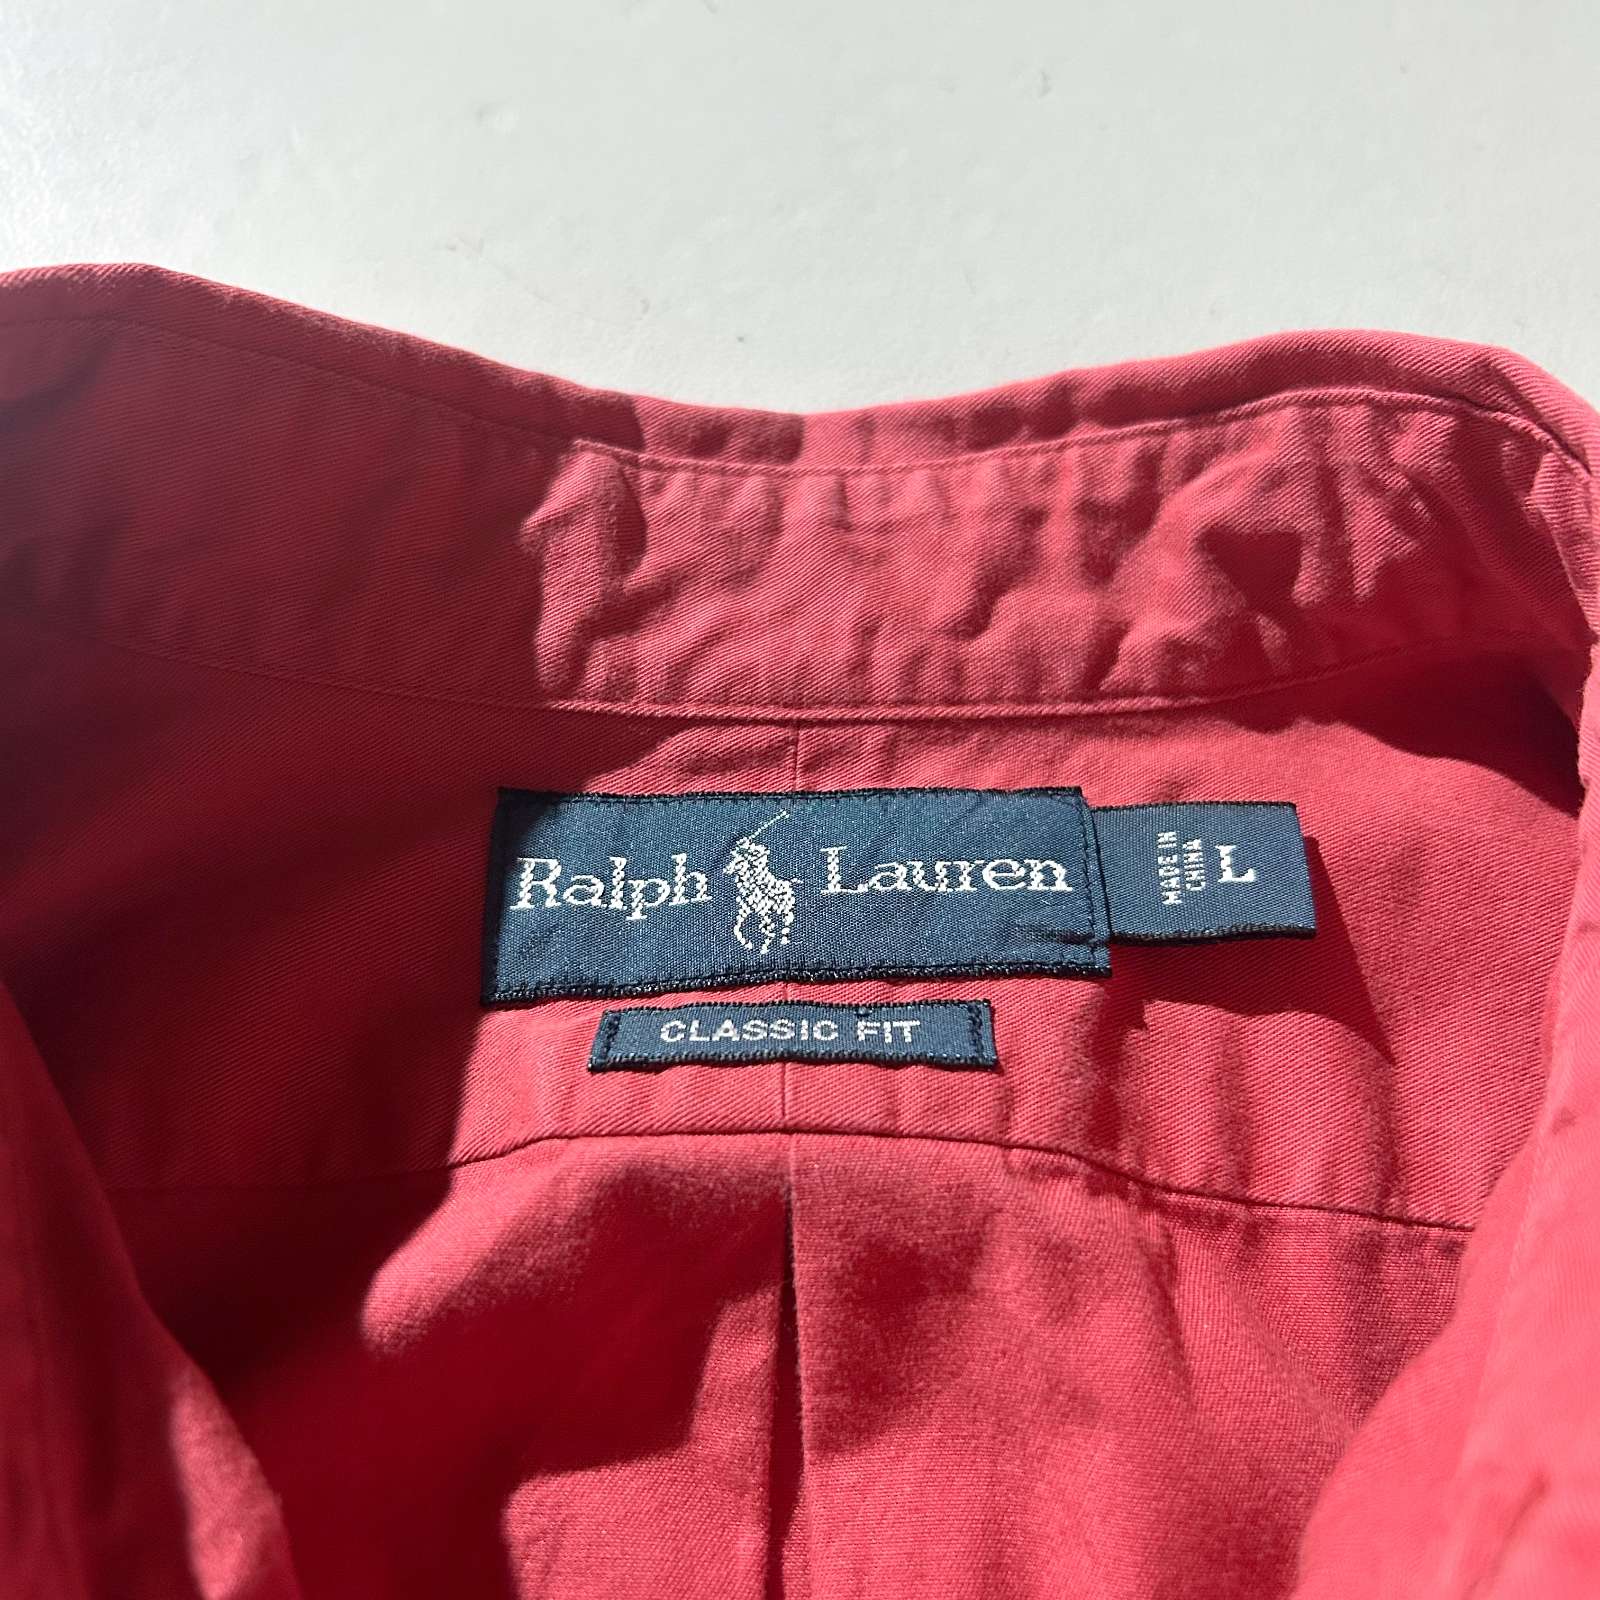 Ralph Lauren
MADE IN
CHINA
L
CLASSIC FIT